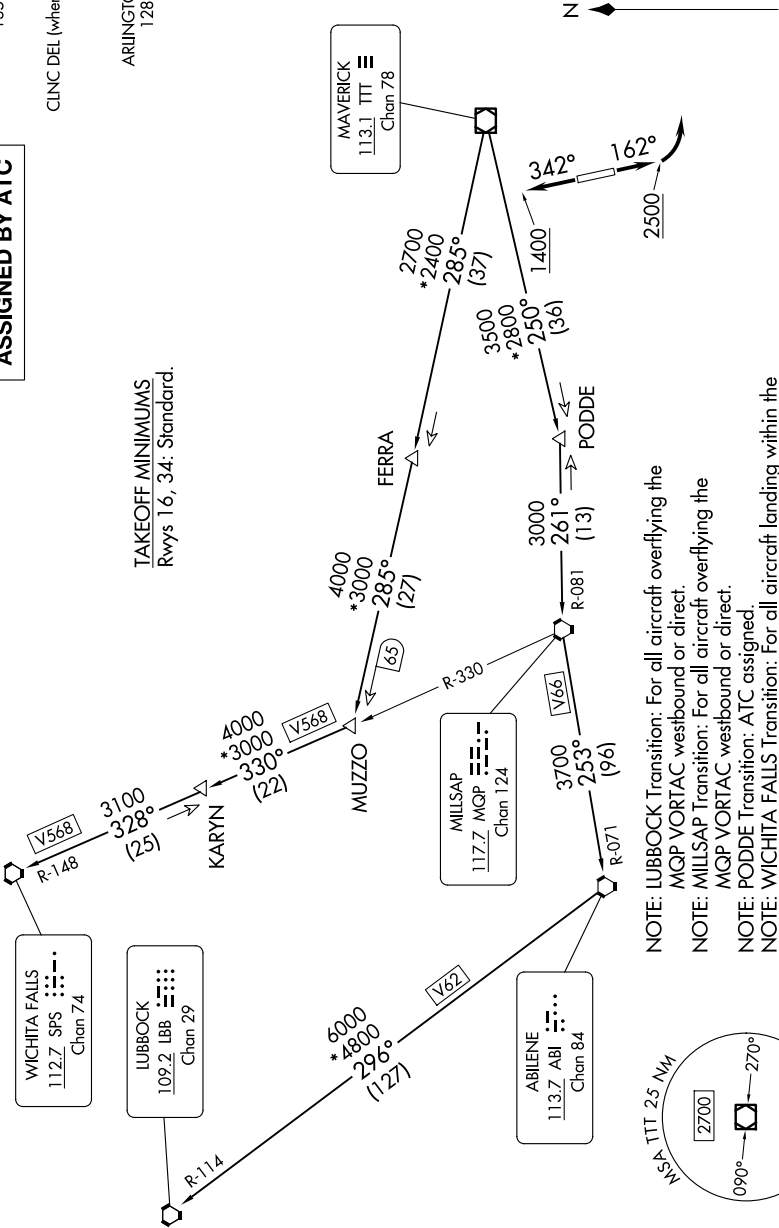 ASSIGNED BY ATC
CLNC DEL (when
ARLINGTO
128
TAKEOFF MINIMUMS
Rwys 16, 34: Standard.
N
WICHITA FALLS
112.7 SPS
Chan 74
LUBBOCK
109.2 LBB
Chan 29
MAVERICK
113.1 TTT
Chan 78
MILLSAP
117.7 MQP
Chan 124
ABILENE
113.7 ABI
Chan 84
V568
R-148
3100
328°
(25)
KARYN
4000
*3000
330°
(22)
V568
MUZZO
65
4000
*3000
285°
(27)
FERRA
2700
*2400
285°
(37)
3500
*2800
250°
(36)
PODDE
3000
261°
(13)
R-081
R-330
V66
3700
253°
(96)
R-071
V62
6000
*4800
296°
(127)
R-114
342°
162°
1400
2500
MSA TTT 25 NM
2700
090°
270°
NOTE: LUBBOCK Transition: For all aircraft overflying the
MQP VORTAC westbound or direct.
NOTE: MILLSAP Transition: For all aircraft overflying the
MQP VORTAC westbound or direct.
NOTE: PODDE Transition: ATC assigned.
NOTE: WICHITA FALLS Transition: For all aircraft landing within the